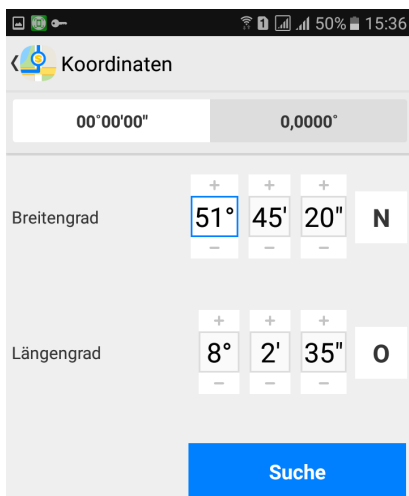 50% 15:36
Koordinaten
00°00'00" 0,0000°
+ + +
Breitengrad 51° 45' 20" N
− − −
+ + +
Längengrad 8° 2' 35" O
− − −
Suche